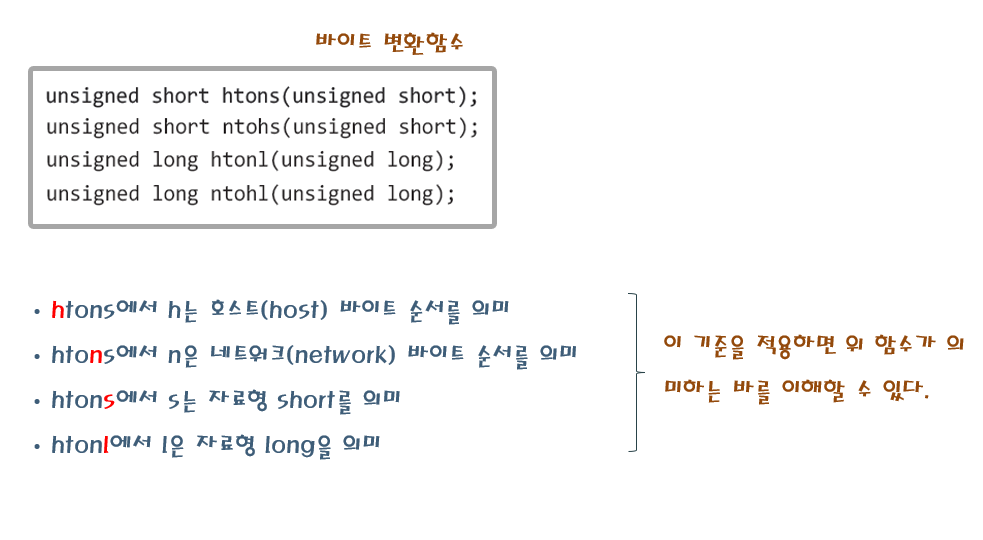 바이트 변환함수
unsigned short htons(unsigned short);
unsigned short ntohs(unsigned short);
unsigned long htonl(unsigned long);
unsigned long ntohl(unsigned long);
• htons에서 h는 호스트(host) 바이트 순서를 의미
• htons에서 n은 네트워크(network) 바이트 순서를 의미
• htons에서 s는 자료형 short를 의미
• htonl에서 l은 자료형 long을 의미
이 기준을 적용하면 위 함수가 의
미하는 바를 이해할 수 있다.